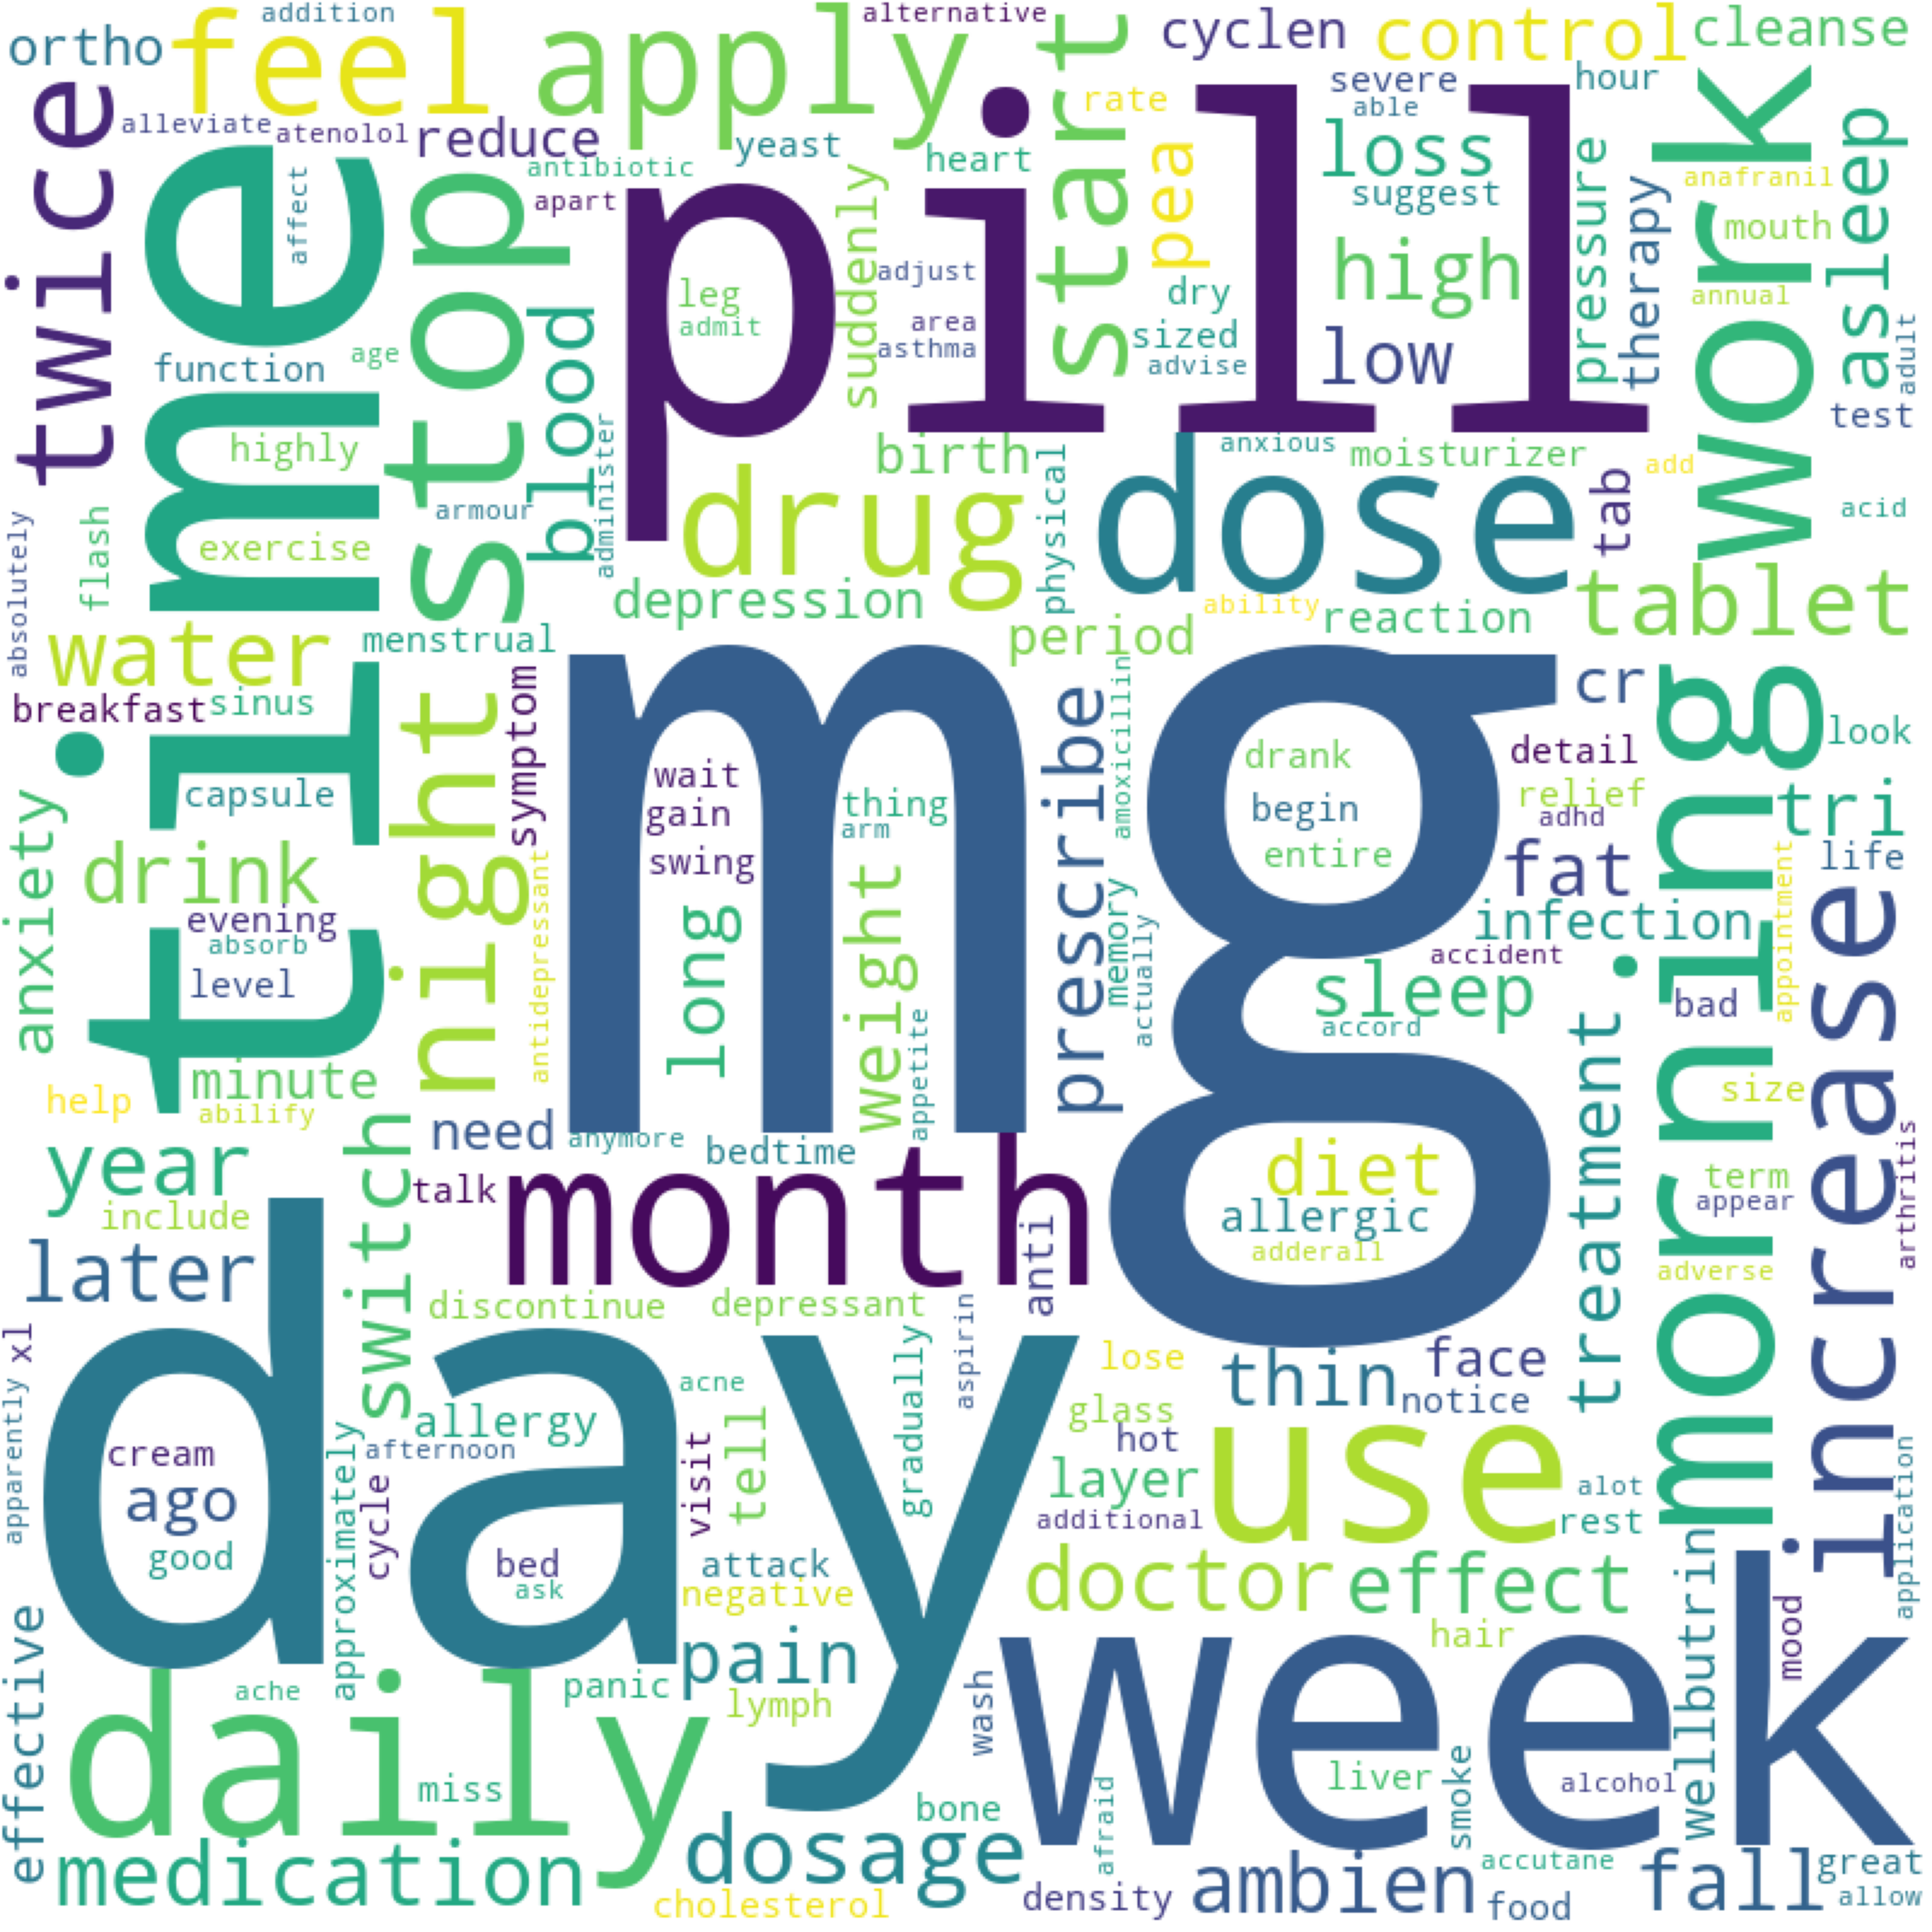 addition
alternative
ortho
feel
apply
start
cyclen
control
cleanse
twice
alleviate
atenolol
reduce
yeast
antibiotic
apart
heart
rate
severe
able
hour
loss
suggest
work
asleep
time
affect
stop
pill
suddenly
pea
pressure
therapy
anafranil
mouth
annual
adult
test
leg
admit
adjust
area
asthma
dry
sized
advise
high
low
function
age
blood
highly
administer
birth
physical
anxious
moisturizer
add
tab
acid
absolutely
flash
exercise
armour
drug
dose
depression
ability
reaction
tablet
water
menstrual
period
breakfast
sinus
night
symptom
mg
prescribe
amoxicillin
cr
morning
look
anxiety
capsule
wait
gain
swing
thing
arm
drank
begin
entire
detail
relief
adhd
tri
drink
evening
absorb
level
antidepressant
long
weight
appetite
memory
actually
fat
life
infection
accident
appointment
increase
sleep
accord
bad
treatment
help
minute
abilify
switch
need
anymore
bedtime
size
year
include
talk
month
anti
diet
allergic
adderall
term
appear
adverse
arthritis
later
day
discontinue
depressant
gradually
aspirin
xl
apparently
lose
thin
face
notice
acne
allergy
afternoon
cream
ago
good
approximately
cycle
bed
ask
visit
tell
glass
hot
layer
additional
use
alot
rest
application
attack
negative
doctor
effect
hair
wellbutrin
mood
effective
daily
ache
panic
pain
lymph
wash
week
miss
liver
smoke
alcohol
medication
dosage
bone
afraid
cholesterol
density
ambien
accutane
food
fall
great
allow